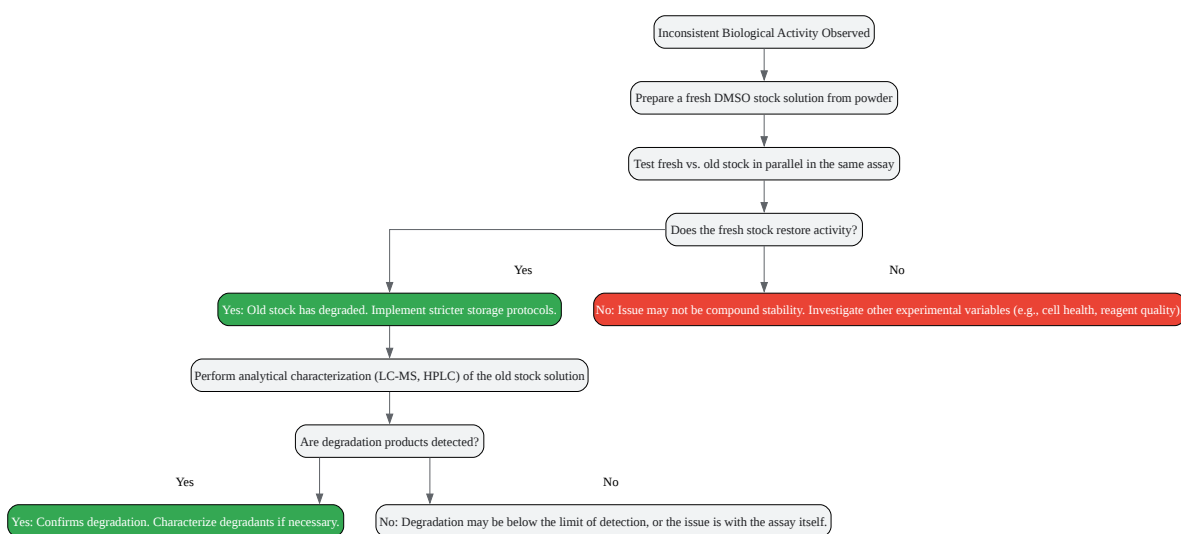 Inconsistent Biological Activity Observed
Prepare a fresh DMSO stock solution from powder
Test fresh vs. old stock in parallel in the same assay
Does the fresh stock restore activity?
Yes
No
Yes: Old stock has degraded. Implement stricter storage protocols.
No: Issue may not be compound stability. Investigate other experimental variables (e.g., cell health, reagent quality)
Perform analytical characterization (LC-MS, HPLC) of the old stock solution
Are degradation products detected?
Yes
No
Yes: Confirms degradation. Characterize degradants if necessary.
No: Degradation may be below the limit of detection, or the issue is with the assay itself.